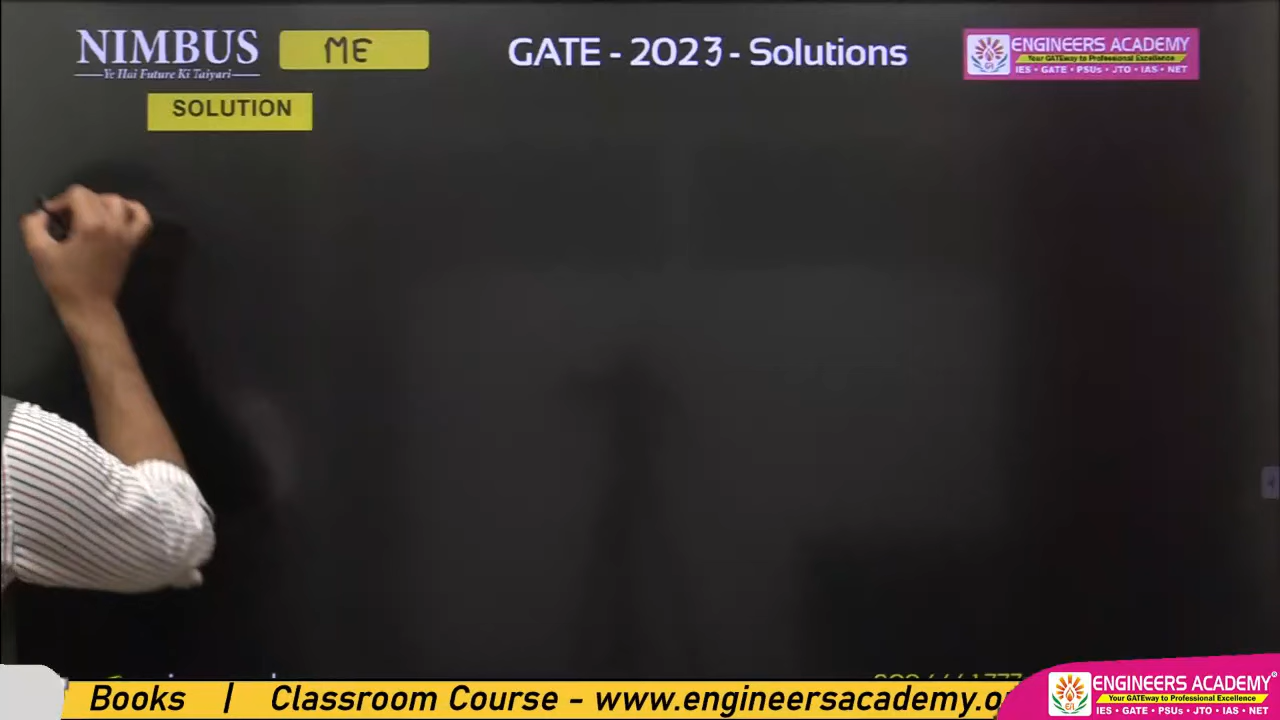 NIMBUS
Ye Hai Future Ki Taiyari
ME
GATE - 2023 - Solutions
ENGINEERS ACADEMY
Your GATEway to Professional Excellence
IES • GATE • PSUs • JTO • IAS • NET
SOLUTION
Books | Classroom Course - www.engineersacademy.o
ENGINEERS ACADEMY
Your GATEway to Professional Excellence
IES • GATE • PSUs • JTO • IAS • NET